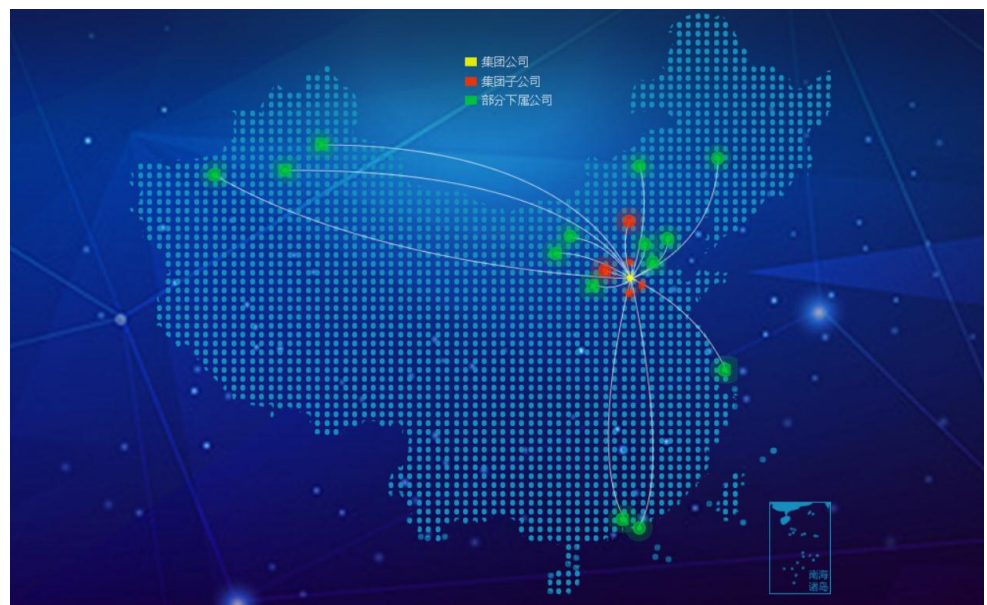 集团公司
集团子公司
部分下属公司
南海
诸岛